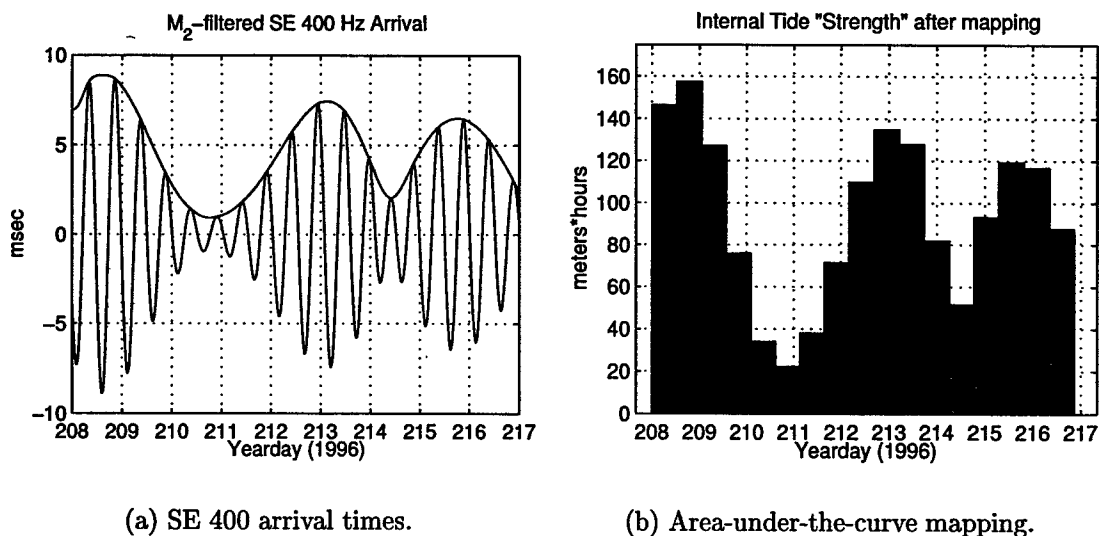 M2-filtered SE 400 Hz Arrival
10
5
0
-5
-10
msec
208 209 210 211 212 213 214 215 216 217
Yearday (1996)
(a) SE 400 arrival times.
Internal Tide "Strength" after mapping
160
140
120
100
80
60
40
20
0
meters*hours
208 209 210 211 212 213 214 215 216 217
Yearday (1996)
(b) Area-under-the-curve mapping.